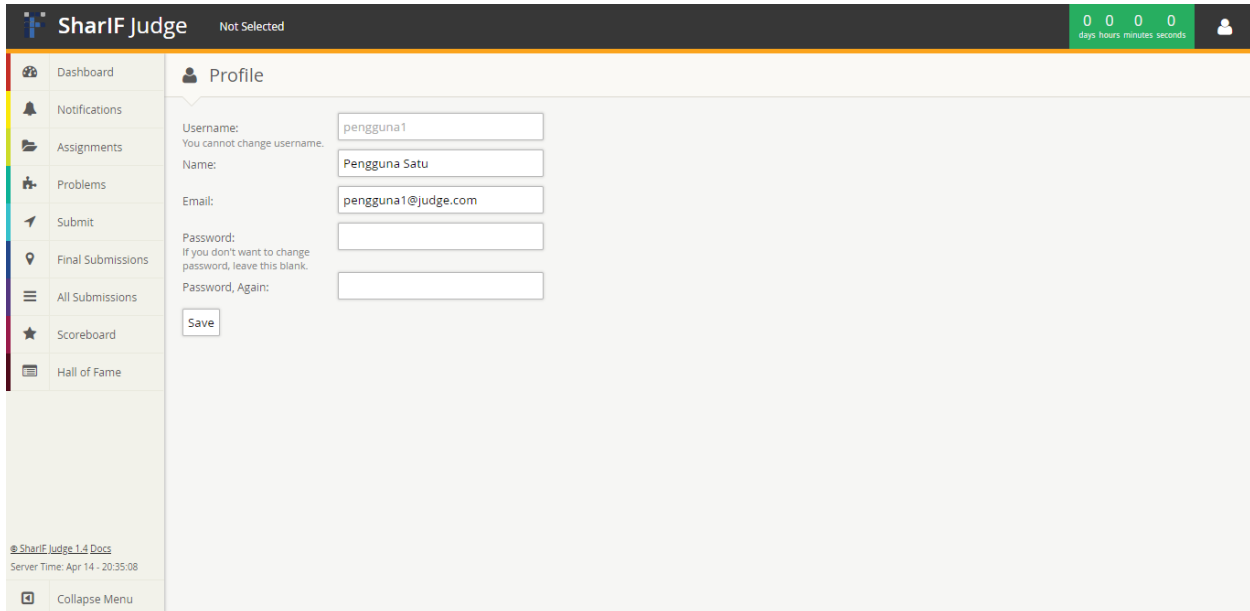 SharIF Judge
Not Selected
0 0 0 0
days hours minutes seconds
Dashboard
Notifications
Assignments
Problems
Submit
Final Submissions
All Submissions
Scoreboard
Hall of Fame
© SharIF Judge 1.4 Docs
Server Time: Apr 14 - 20:35:08
Collapse Menu
Profile
Username:
You cannot change username.
pengguna1
Name:
Pengguna Satu
Email:
pengguna1@judge.com
Password:
If you don't want to change
password, leave this blank.
Password, Again:
Save